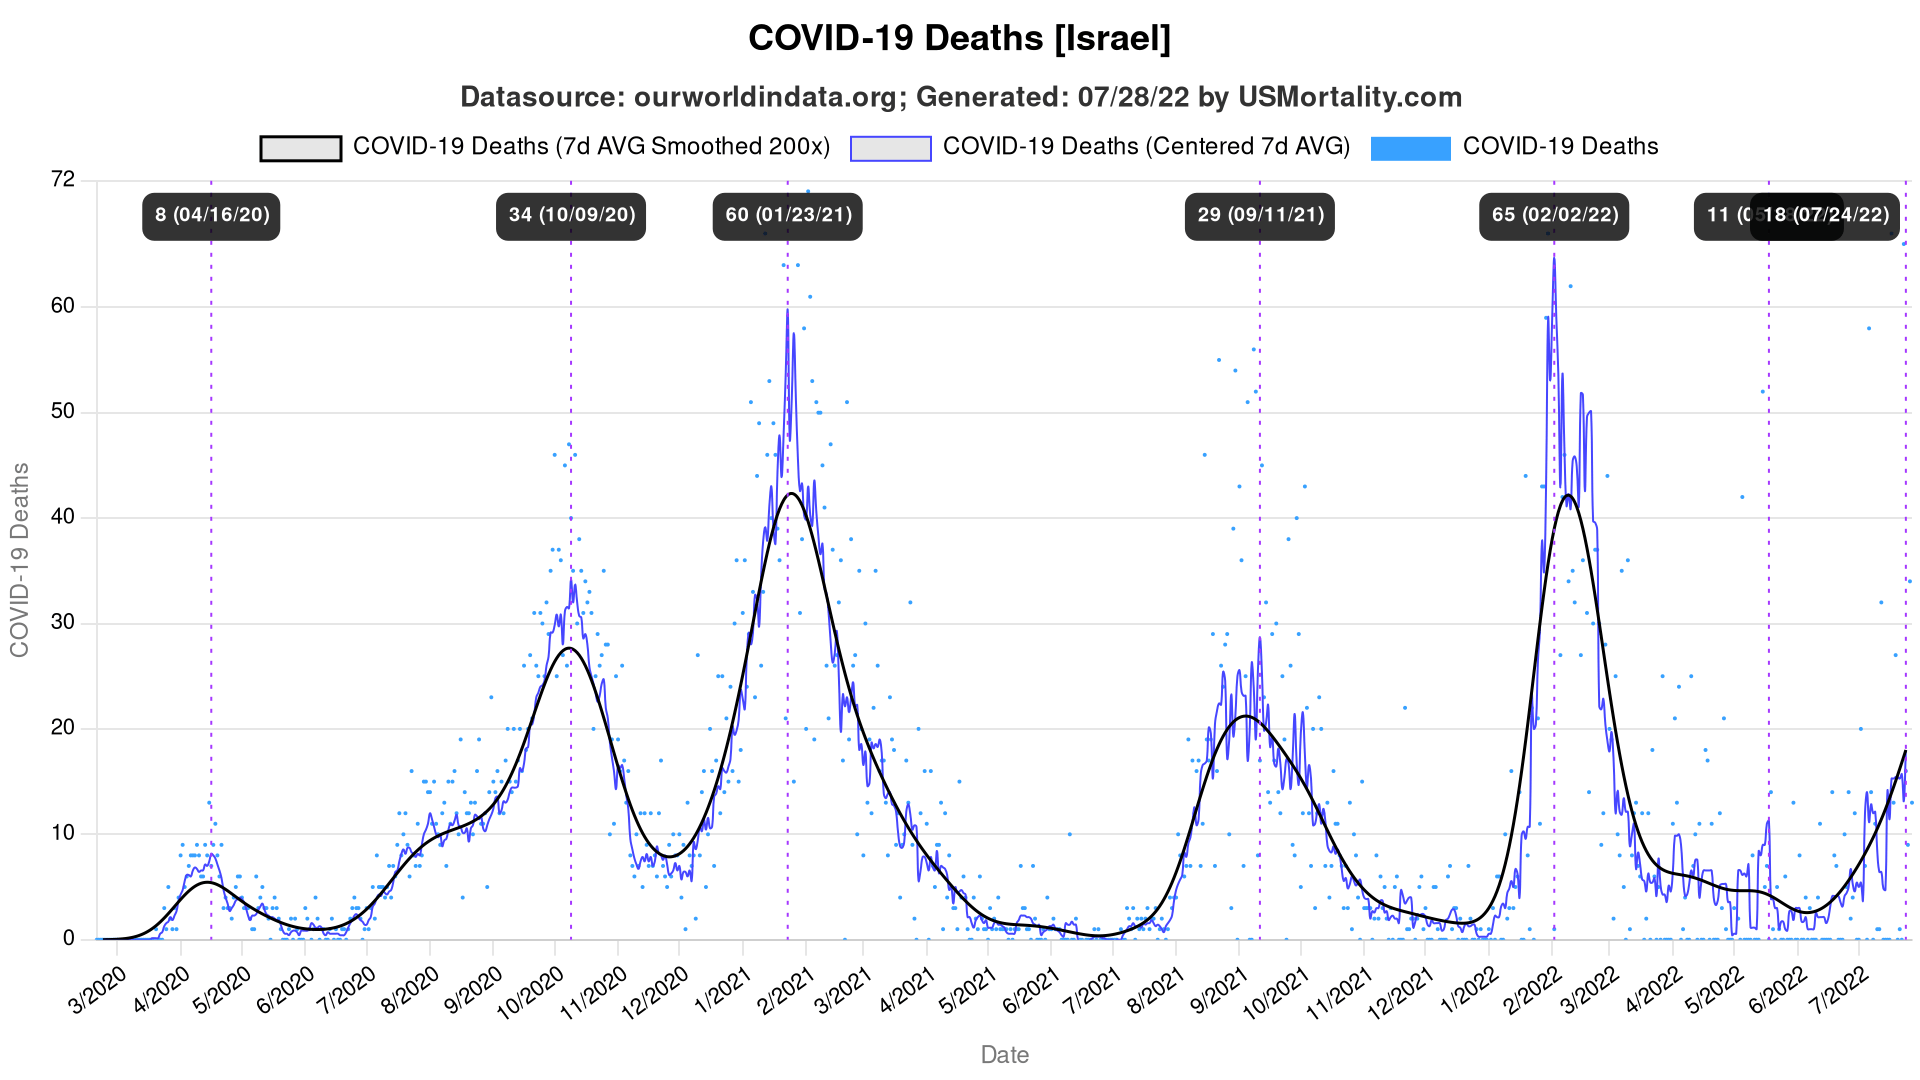 COVID-19 Deaths [Israel]
Datasource: ourworldindata.org; Generated: 07/28/22 by USMortality.com
COVID-19 Deaths (7d AVG Smoothed 200x) COVID-19 Deaths (Centered 7d AVG) COVID-19 Deaths
72
8 (04/16/20) 34 (10/09/20) 60 (01/23/21) 29 (09/11/21) 65 (02/02/22) 11 18 (07/24/22)
60
50
40
30
20
10
0
COVID-19 Deaths
3/2020 4/2020 5/2020 6/2020 7/2020 8/2020 9/2020 10/2020 11/2020 12/2020 1/2021 2/2021 3/2021 4/2021 5/2021 6/2021 7/2021 8/2021 9/2021 10/2021 11/2021 12/2021 1/2022 2/2022 3/2022 4/2022 5/2022 6/2022 7/2022
Date